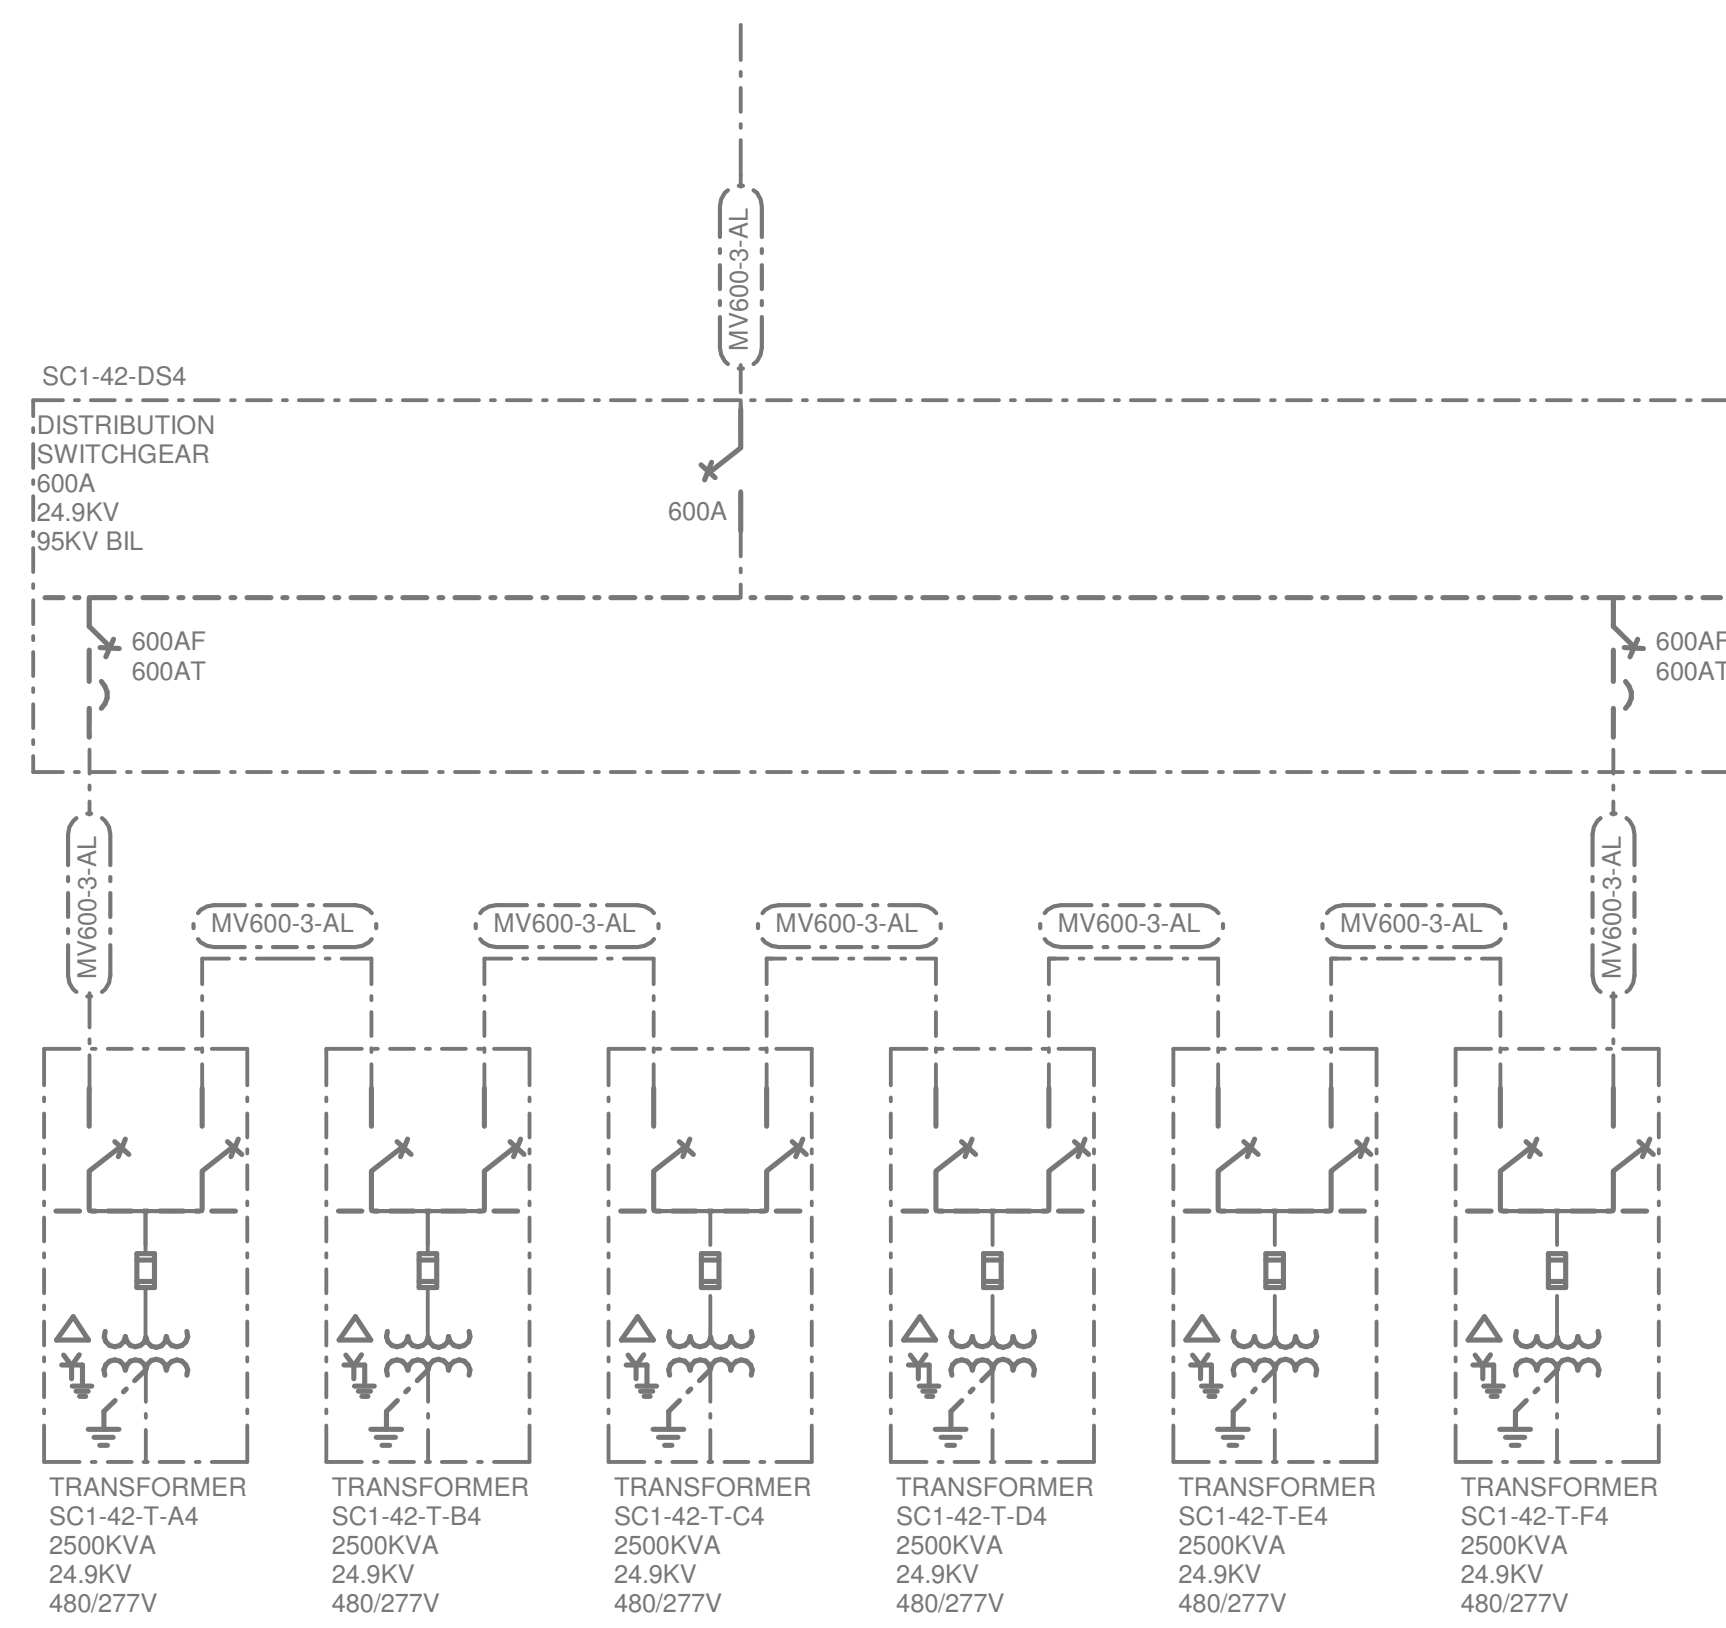 MV600-3-AL
SC1-42-DS4
DISTRIBUTION
SWITCHGEAR
600A
24.9KV
95KV BIL
600A
600AF
600AT
600AF
600AT
MV600-3-AL
MV600-3-AL
MV600-3-AL
MV600-3-AL
MV600-3-AL
MV600-3-AL
MV600-3-AL
TRANSFORMER
SC1-42-T-A4
2500KVA
24.9KV
480/277V
TRANSFORMER
SC1-42-T-B4
2500KVA
24.9KV
480/277V
TRANSFORMER
SC1-42-T-C4
2500KVA
24.9KV
480/277V
TRANSFORMER
SC1-42-T-D4
2500KVA
24.9KV
480/277V
TRANSFORMER
SC1-42-T-E4
2500KVA
24.9KV
480/277V
TRANSFORMER
SC1-42-T-F4
2500KVA
24.9KV
480/277V